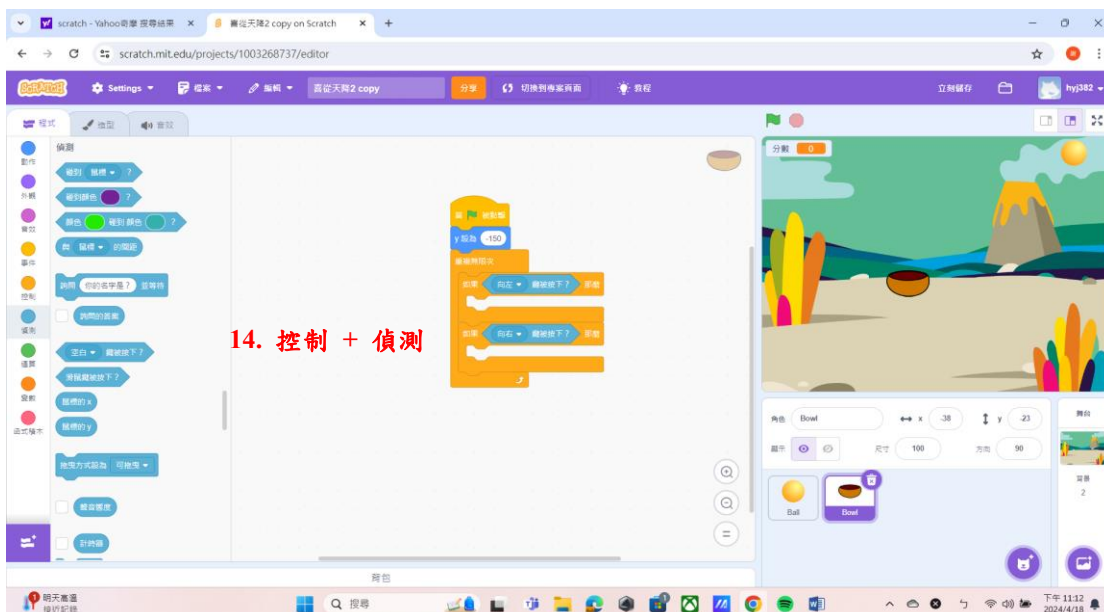 scratch - Yahoo奇摩 搜尋結果
喜從天降2 copy on Scratch
scratch.mit.edu/projects/1003268737/editor
SCRATCH
Settings
檔案
編輯
喜從天降2 copy
分享
切換到專案頁面
教程
立刻儲存
hyj382
程式
造型
音效
動作
外觀
音效
事件
控制
偵測
運算
變數
函式積木
偵測
碰到 鼠標 ?
碰到顏色 ?
顏色 碰到 顏色 ?
與 鼠標 的間距
詢問 你的名字是? 並等待
詢問的答案
空白 鍵被按下?
滑鼠鍵被按下?
鼠標的 x
鼠標的 y
拖曳方式設為 可拖曳
聲音響度
計時器
當 被點擊
y 設為 -150
重複無限次
如果 向左 鍵被按下? 那麼
如果 向右 鍵被按下? 那麼
14. 控制 + 偵測
分數 0
角色 Bowl x -38 y -23
顯示 尺寸 100 方向 90
Ball
Bowl
舞台
背景
2
背包
明天高溫
接近記錄
搜尋
下午 11:12
2024/4/18